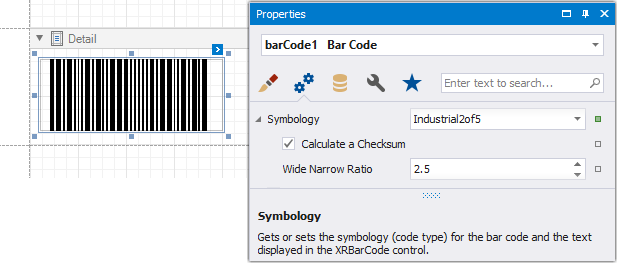 Detail
Properties
barCode1 Bar Code
Enter text to search...
Symbology
Industrial2of5
Calculate a Checksum
Wide Narrow Ratio
2.5
Symbology
Gets or sets the symbology (code type) for the bar code and the text
displayed in the XRBarCode control.